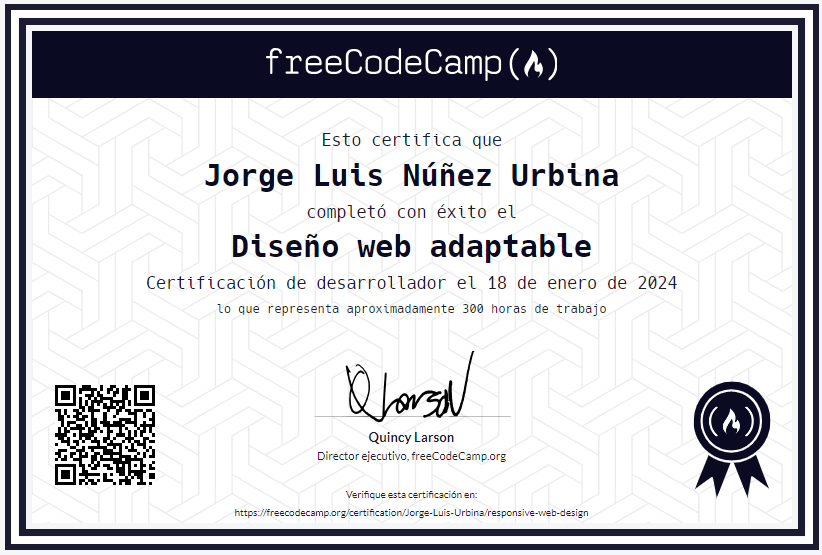 freeCodeCamp
Esto certifica que
Jorge Luis Núñez Urbina
completó con éxito el
Diseño web adaptable
Certificación de desarrollador el 18 de enero de 2024
lo que representa aproximadamente 300 horas de trabajo
Quincy Larson
Director ejecutivo, freeCodeCamp.org
Verifique esta certificación en:
https://freecodecamp.org/certification/Jorge-Luis-Urbina/responsive-web-design